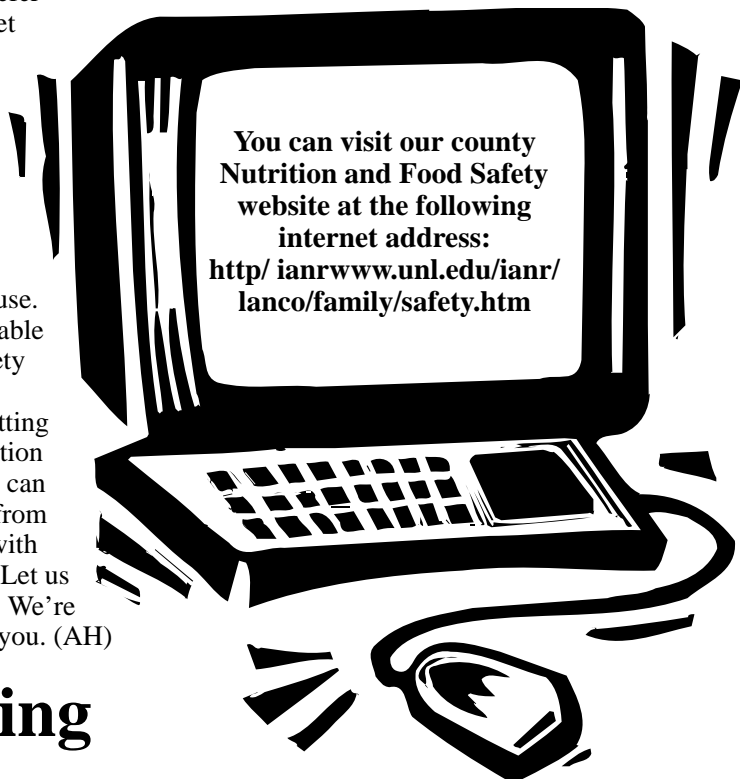 et
You can visit our county
Nutrition and Food Safety
website at the following
internet address:
http/ ianrwww.unl.edu/ianr/
lanco/family/safety.htm
use.
able
ety
tting
tion
can
from
with
Let us
We’re
you. (AH)
ing